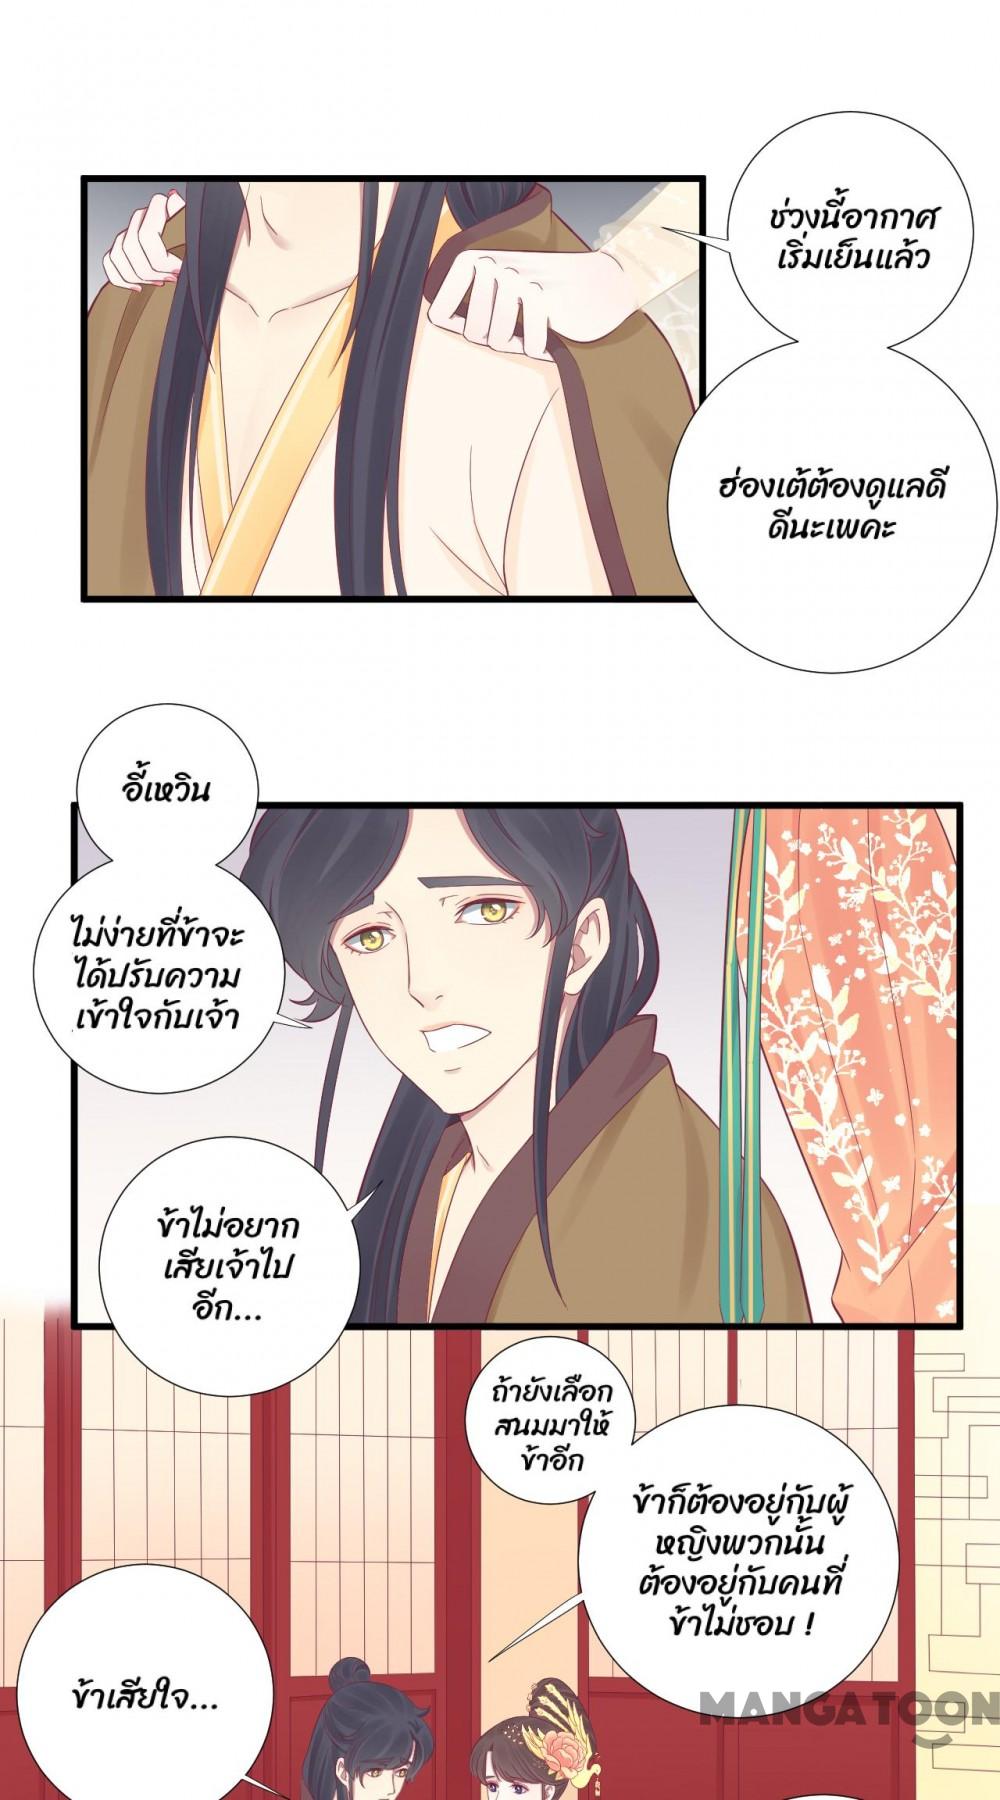 ช่วงนี้อากาศ
เริ่มเย็นแล้ว
ฮ่องเต้ต้องดูแลดี
ดีนะเพคะ
อี้เหวิน
ไม่ง่ายที่ข้าจะ
ได้ปรับความ
เข้าใจกับเจ้า
ข้าไม่อยาก
เสียเจ้าไป
อีก...
ถ้ายังเลือก
สนมมาให้
ข้าอีก
ข้าก็ต้องอยู่กับผู้
หญิงพวกนั้น
ต้องอยู่กับคนที่
ข้าไม่ชอบ !
ข้าเสียใจ...
MANGATOON